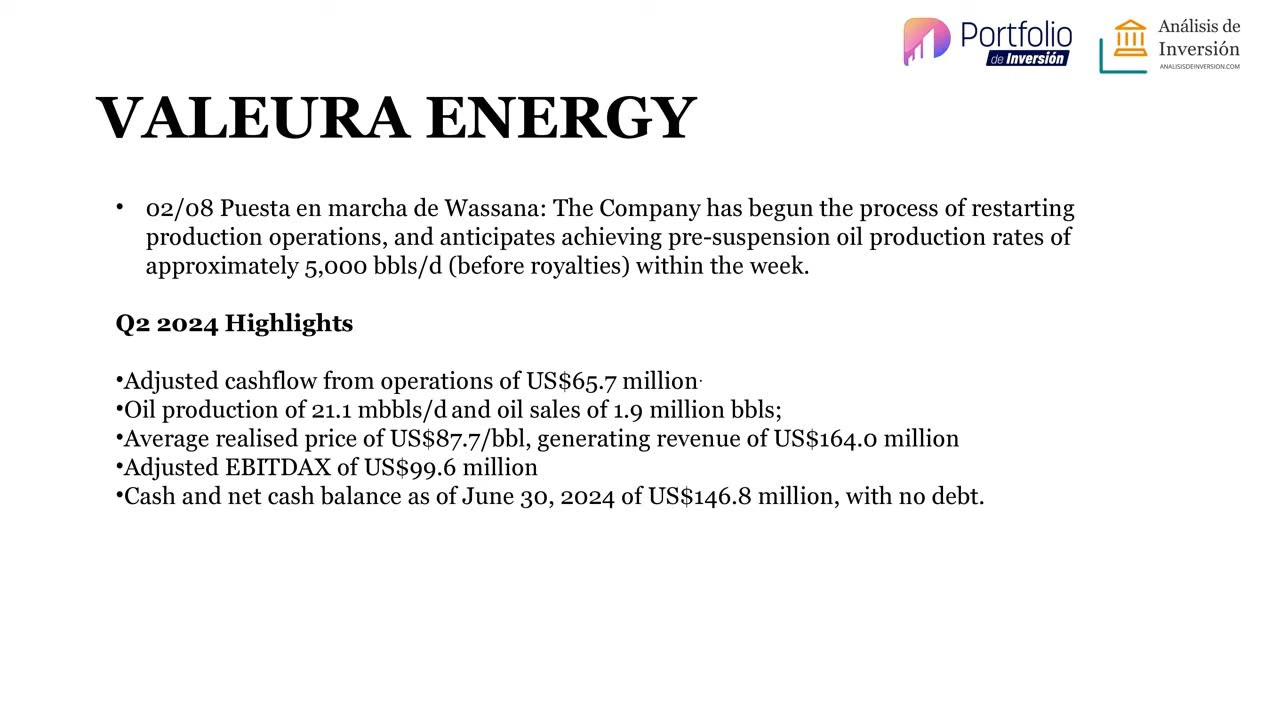 Portfolio
de Inversión
Análisis de
Inversión
ANALISISDEINVERSION.COM
VALEURA ENERGY
• 02/08 Puesta en marcha de Wassana: The Company has begun the process of restarting
production operations, and anticipates achieving pre-suspension oil production rates of
approximately 5,000 bbls/d (before royalties) within the week.
Q2 2024 Highlights
•Adjusted cashflow from operations of US$65.7 million.
•Oil production of 21.1 mbbls/d and oil sales of 1.9 million bbls;
•Average realised price of US$87.7/bbl, generating revenue of US$164.0 million
•Adjusted EBITDAX of US$99.6 million
•Cash and net cash balance as of June 30, 2024 of US$146.8 million, with no debt.